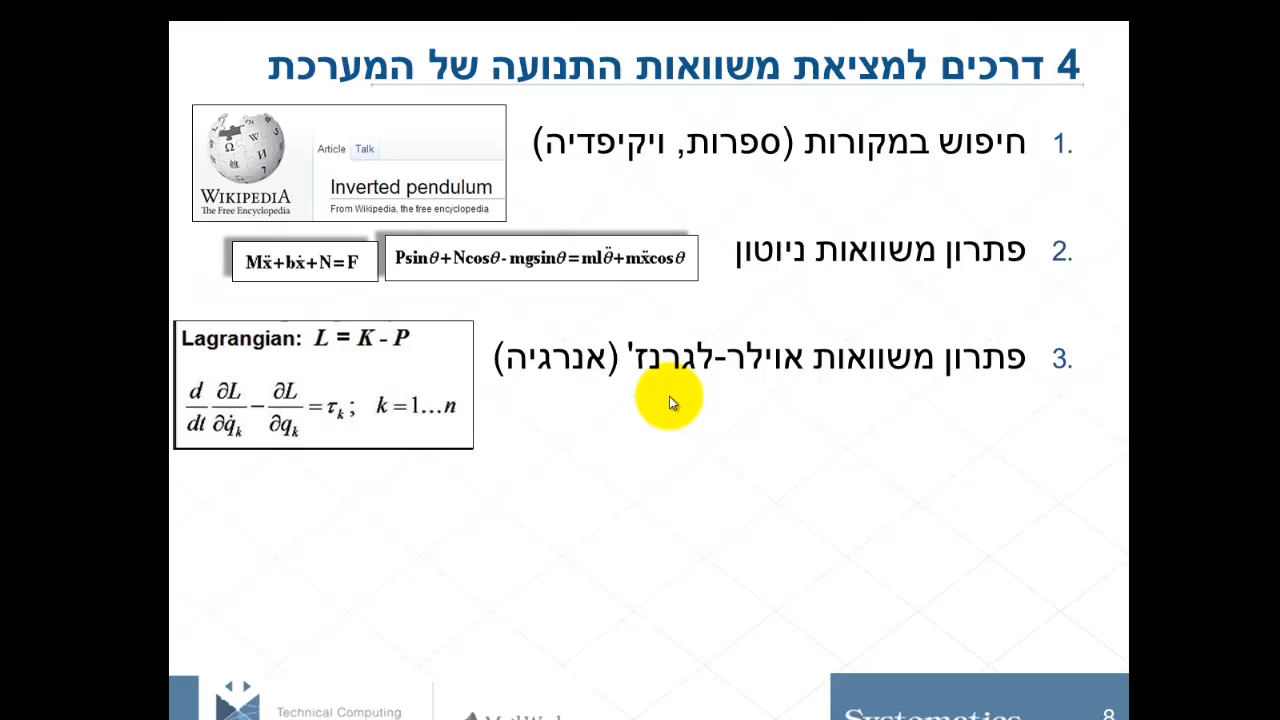 4 דרכים למציאת משוואות התנועה של המערכת
1. חיפוש במקורות (ספרות, ויקיפדיה)
WIKIPEDIA
The Free Encyclopedia
Article Talk
Inverted pendulum
From Wikipedia, the free encyclopedia
2. פתרון משוואות ניוטון
Mẍ+bẋ+N=F
Psinθ+Ncosθ-mgsinθ=mlθ̈+mẍcosθ
3. פתרון משוואות אוילר-לגרנז' (אנרגיה)
Lagrangian: L = K - P
d/dt ∂L/∂q̇ₖ − ∂L/∂qₖ = τₖ; k = 1...n
Technical Computing
Systematics
8